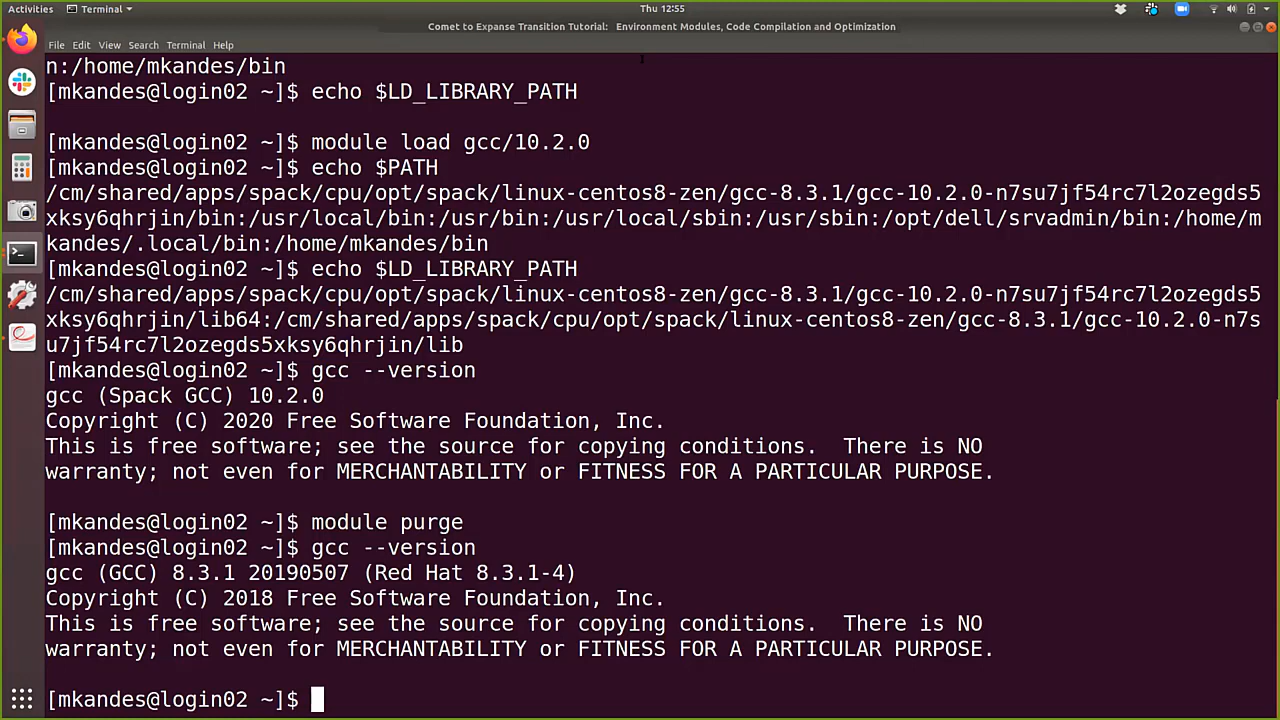 Activities Terminal Thu 12:55
Comet to Expanse Transition Tutorial: Environment Modules, Code Compilation and Optimization
File Edit View Search Terminal Help
n:/home/mkandes/bin
[mkandes@login02 ~]$ echo $LD_LIBRARY_PATH
[mkandes@login02 ~]$ module load gcc/10.2.0
[mkandes@login02 ~]$ echo $PATH
/cm/shared/apps/spack/cpu/opt/spack/linux-centos8-zen/gcc-8.3.1/gcc-10.2.0-n7su7jf54rc7l2ozegds5
xksy6qhrjin/bin:/usr/local/bin:/usr/bin:/usr/local/sbin:/usr/sbin:/opt/dell/srvadmin/bin:/home/m
kandes/.local/bin:/home/mkandes/bin
[mkandes@login02 ~]$ echo $LD_LIBRARY_PATH
/cm/shared/apps/spack/cpu/opt/spack/linux-centos8-zen/gcc-8.3.1/gcc-10.2.0-n7su7jf54rc7l2ozegds5
xksy6qhrjin/lib64:/cm/shared/apps/spack/cpu/opt/spack/linux-centos8-zen/gcc-8.3.1/gcc-10.2.0-n7s
u7jf54rc7l2ozegds5xksy6qhrjin/lib
[mkandes@login02 ~]$ gcc --version
gcc (Spack GCC) 10.2.0
Copyright (C) 2020 Free Software Foundation, Inc.
This is free software; see the source for copying conditions.  There is NO
warranty; not even for MERCHANTABILITY or FITNESS FOR A PARTICULAR PURPOSE.
[mkandes@login02 ~]$ module purge
[mkandes@login02 ~]$ gcc --version
gcc (GCC) 8.3.1 20190507 (Red Hat 8.3.1-4)
Copyright (C) 2018 Free Software Foundation, Inc.
This is free software; see the source for copying conditions.  There is NO
warranty; not even for MERCHANTABILITY or FITNESS FOR A PARTICULAR PURPOSE.
[mkandes@login02 ~]$